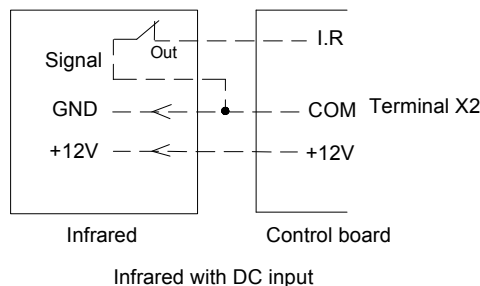 I.R
Out
Signal
GND COM Terminal X2
+12V +12V
Infrared Control board
Infrared with DC input